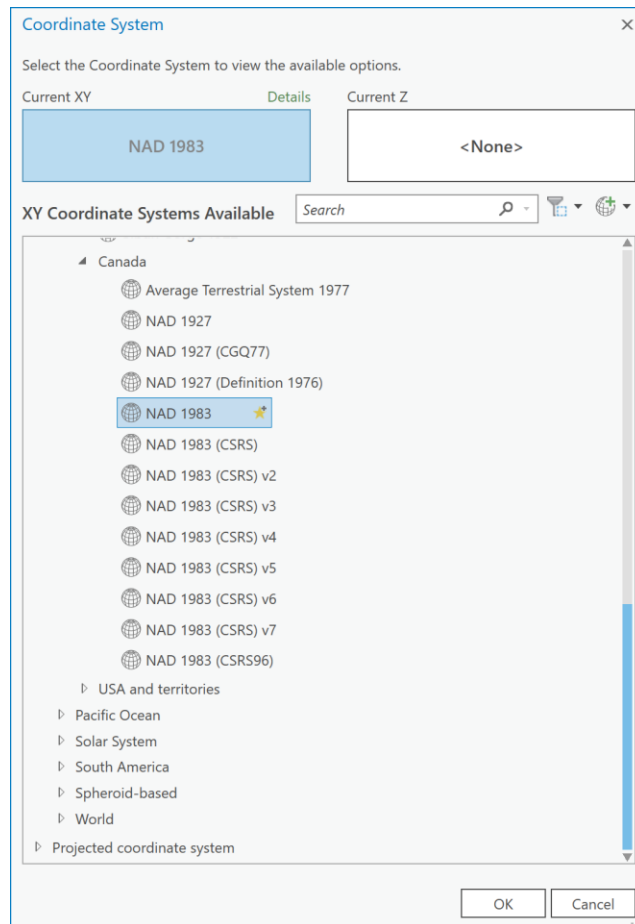 Coordinate System
Select the Coordinate System to view the available options.
Current XY Details Current Z
NAD 1983 <None>
XY Coordinate Systems Available Search
Canada
Average Terrestrial System 1977
NAD 1927
NAD 1927 (CGQ77)
NAD 1927 (Definition 1976)
NAD 1983
NAD 1983 (CSRS)
NAD 1983 (CSRS) v2
NAD 1983 (CSRS) v3
NAD 1983 (CSRS) v4
NAD 1983 (CSRS) v5
NAD 1983 (CSRS) v6
NAD 1983 (CSRS) v7
NAD 1983 (CSRS96)
USA and territories
Pacific Ocean
Solar System
South America
Spheroid-based
World
Projected coordinate system
OK Cancel